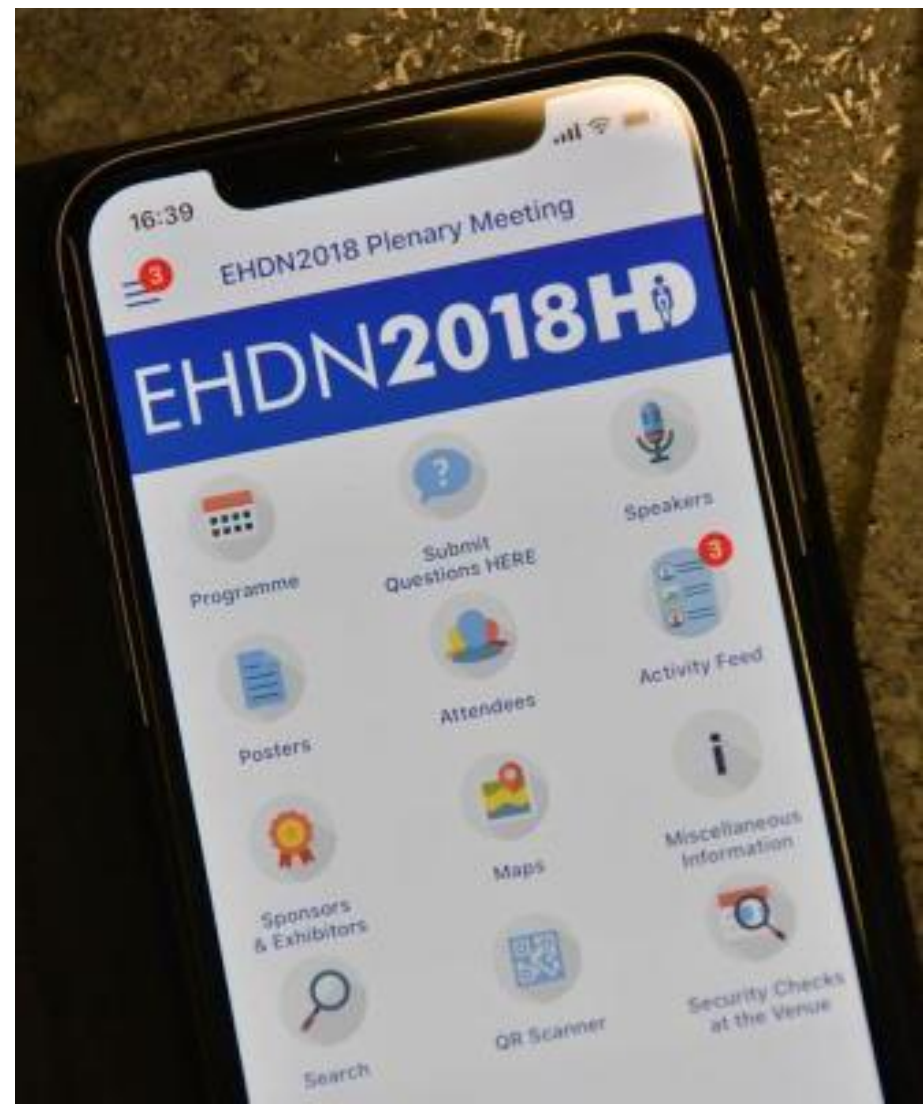 16:39
3
EHDN2018 Plenary Meeting
EHDN2018HD
Programme
Submit
Questions HERE
Speakers
3
Posters
Attendees
Activity Feed
Sponsors
& Exhibitors
Maps
Miscellaneous
Information
Search
QR Scanner
Security Checks
at the Venue